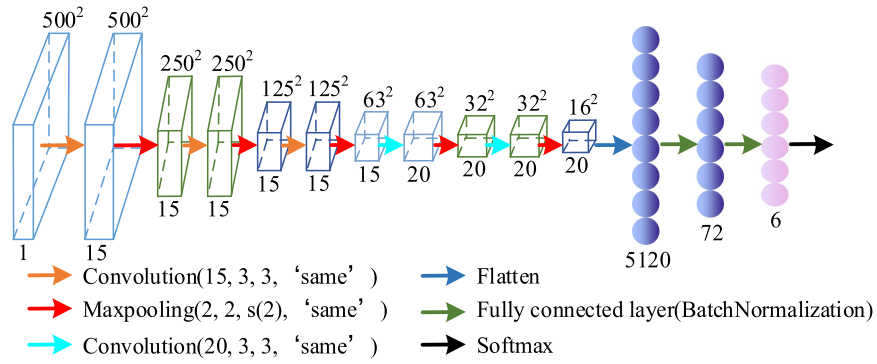 500² 500² 250² 250² 125² 125² 63² 63² 32² 32² 16²
1 15 15 15 15 15 15 20 20 20 20 5120 72 6
Convolution(15, 3, 3, ‘same’ )
Maxpooling(2, 2, s(2), ‘same’ )
Convolution(20, 3, 3, ‘same’ )
Flatten
Fully connected layer(BatchNormalization)
Softmax